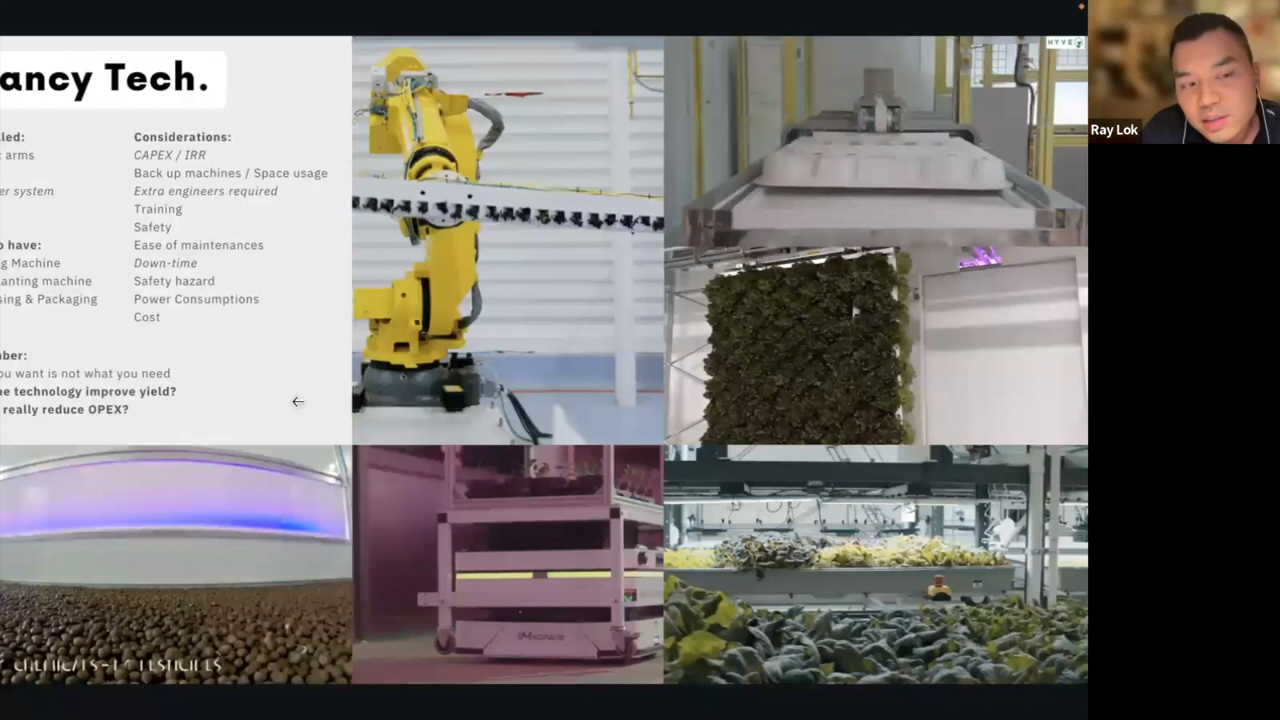 ancy Tech.
led:
: arms
er system
o have:
g Machine
anting machine
sing & Packaging
Considerations:
CAPEX / IRR
Back up machines / Space usage
Extra engineers required
Training
Safety
Ease of maintenances
Down-time
Safety hazard
Power Consumptions
Cost
nber:
ou want is not what you need
he technology improve yield?
really reduce OPEX?
HYVE
Ray Lok